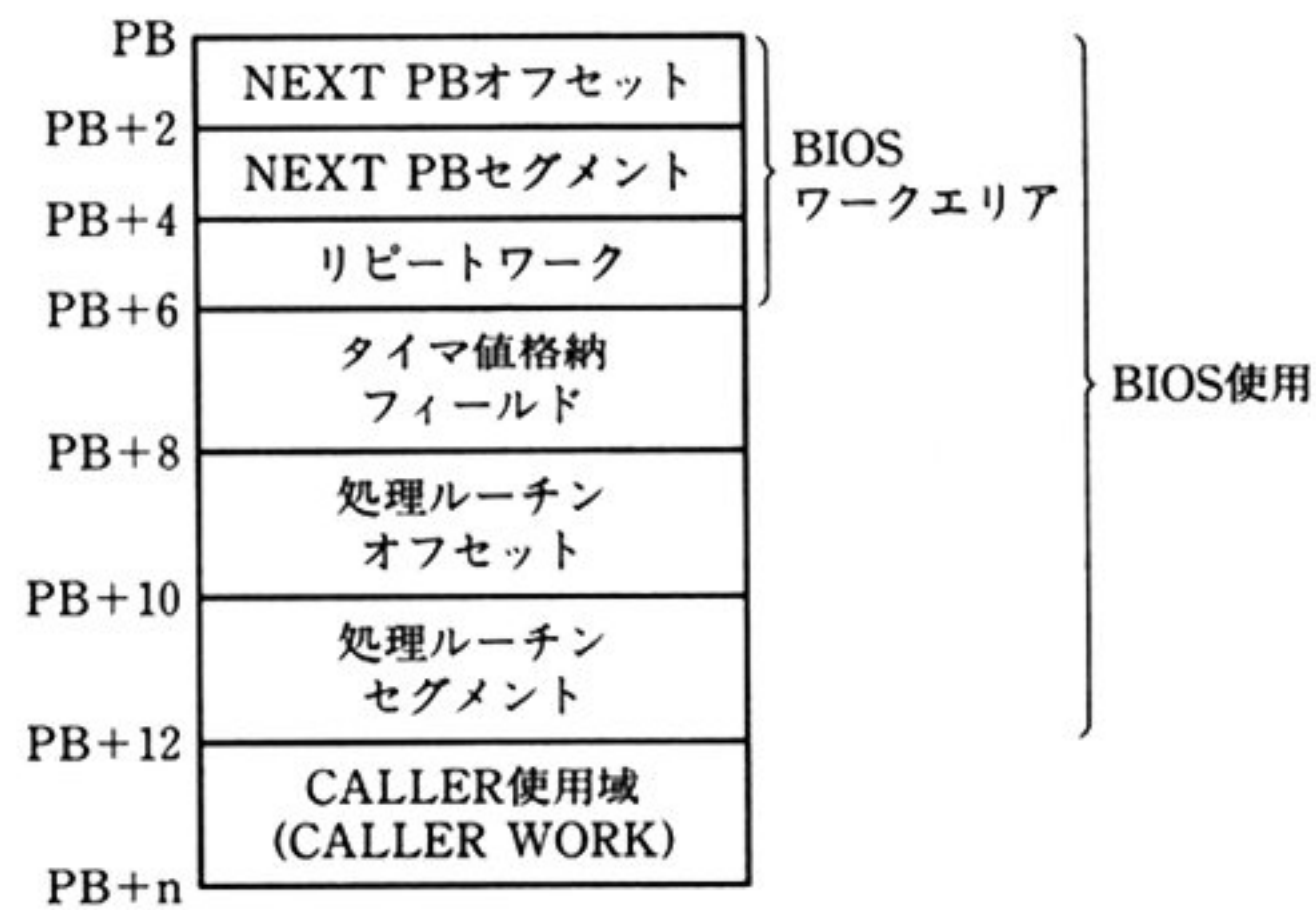 PB
NEXT PBオフセット
PB+2
NEXT PBセグメント
BIOS
ワークエリア
PB+4
リピートワーク
PB+6
タイマ値格納
フィールド
BIOS使用
PB+8
処理ルーチン
オフセット
PB+10
処理ルーチン
セグメント
PB+12
CALLER使用域
(CALLER WORK)
PB+n